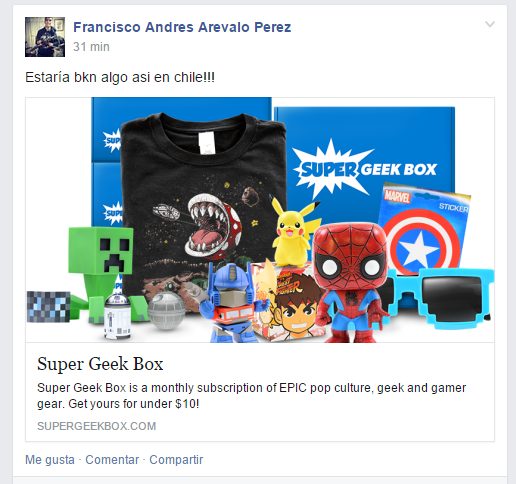 Francisco Andres Arevalo Perez
31 min
Estaría bkn algo asi en chile!!!
SUPER GEEK BOX
MARVEL
STICKER
SUP
SUP
Super Geek Box
Super Geek Box is a monthly subscription of EPIC pop culture, geek and gamer
gear. Get yours for under $10!
SUPERGEEKBOX.COM
Me gusta · Comentar · Compartir